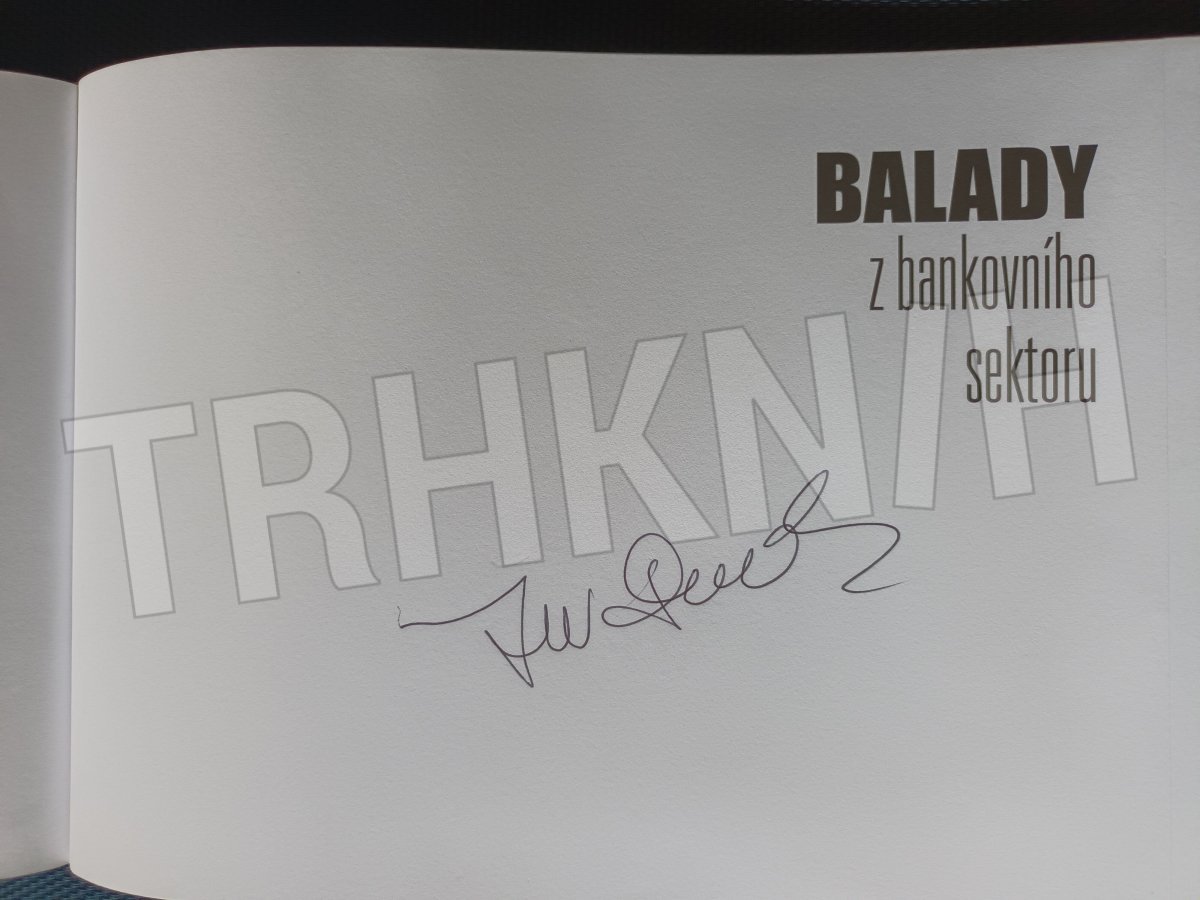 BALADY
z bankovního
sektoru
TRHKNIH